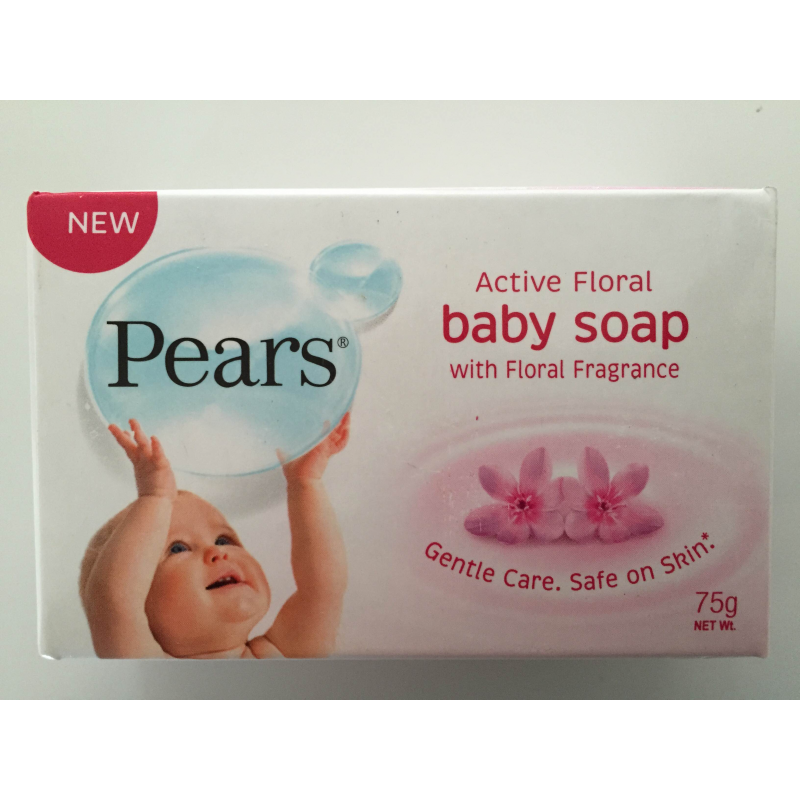 NEW
Pears®
Active Floral
baby soap
with Floral Fragrance
Gentle Care. Safe on Skin.*
75g
NET Wt.